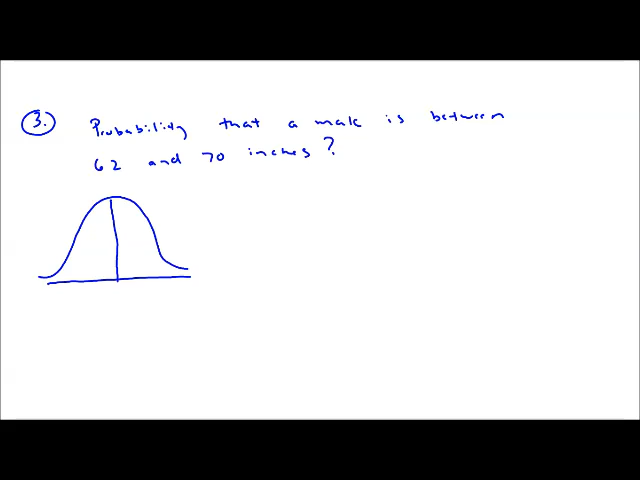 3. Probability that a male is between
62 and 70 inches?